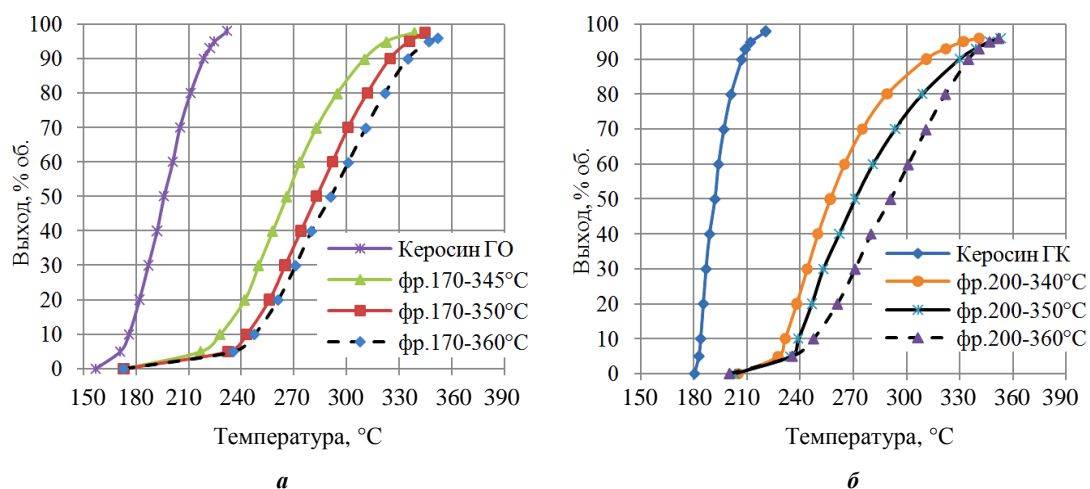 100
90
80
70
60
50
40
30
20
10
0
Выход, % об.
Керосин ГО
фр.170-345°С
фр.170-350°С
фр.170-360°С
150 180 210 240 270 300 330 360 390
Температура, °С
а
100
90
80
70
60
50
40
30
20
10
0
Выход, % об.
Керосин ГК
фр.200-340°С
фр.200-350°С
фр.200-360°С
150 180 210 240 270 300 330 360 390
Температура, °С
б